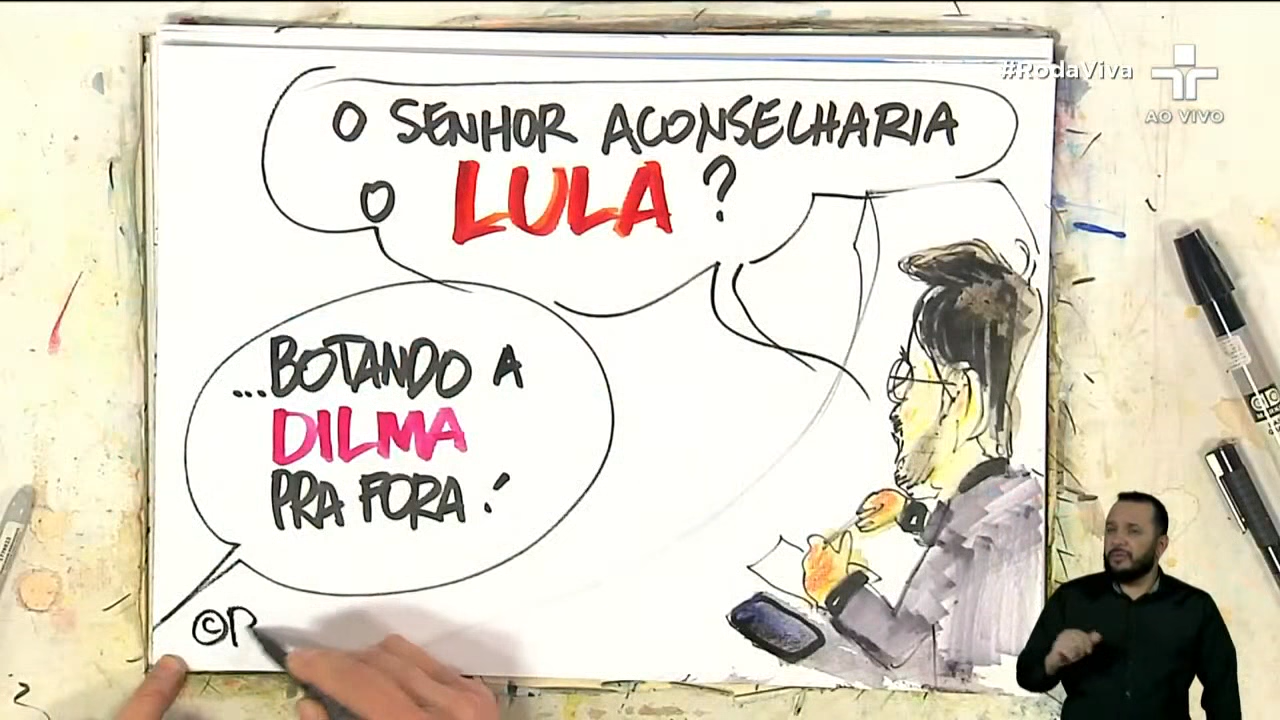 #RodaViva
AO VIVO
O SENHOR ACONSELHARIA
O LULA?
...BOTANDO A
DILMA
PRA FORA!
©P